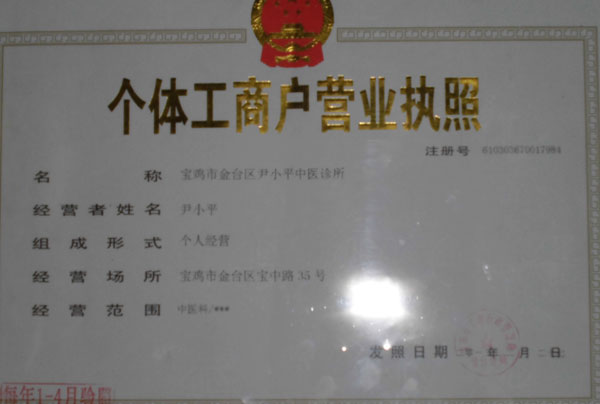 个体工商户营业执照
注册号 610303670017984
名称 宝鸡市金台区尹小平中医诊所
经营者姓名 尹小平
组成形式 个人经营
经营场所 宝鸡市金台区宝中路35号
经营范围 中医科/***
发照日期 年 月 二日
每年1-4月验照